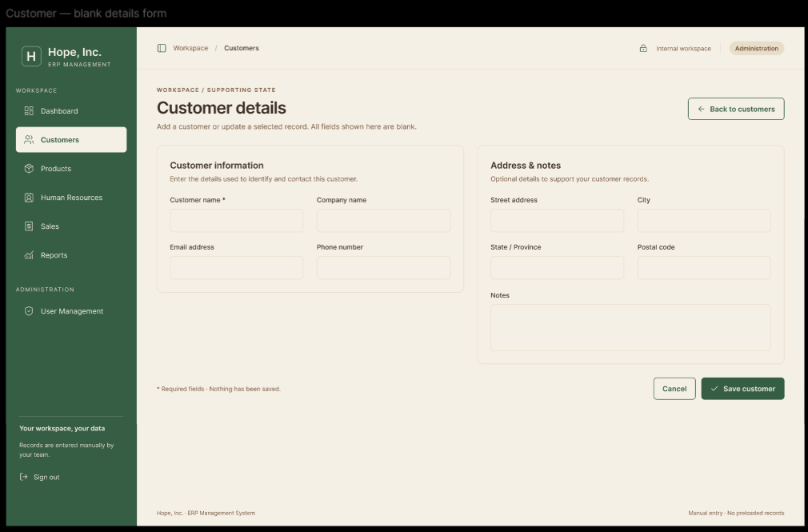 Customer — blank details form
H
Hope, Inc.
ERP MANAGEMENT
WORKSPACE
Dashboard
Customers
Products
Human Resources
Sales
Reports
ADMINISTRATION
User Management
Your workspace, your data
Records are entered manually by
your team.
Sign out
Workspace / Customers
Internal workspace
Administration
WORKSPACE / SUPPORTING STATE
Customer details
Add a customer or update a selected record. All fields shown here are blank.
← Back to customers
Customer information
Enter the details used to identify and contact this customer.
Customer name *
Company name
Email address
Phone number
Address & notes
Optional details to support your customer records.
Street address
City
State / Province
Postal code
Notes
* Required fields · Nothing has been saved.
Cancel
Save customer
Hope, Inc. · ERP Management System
Manual entry · No preloaded records